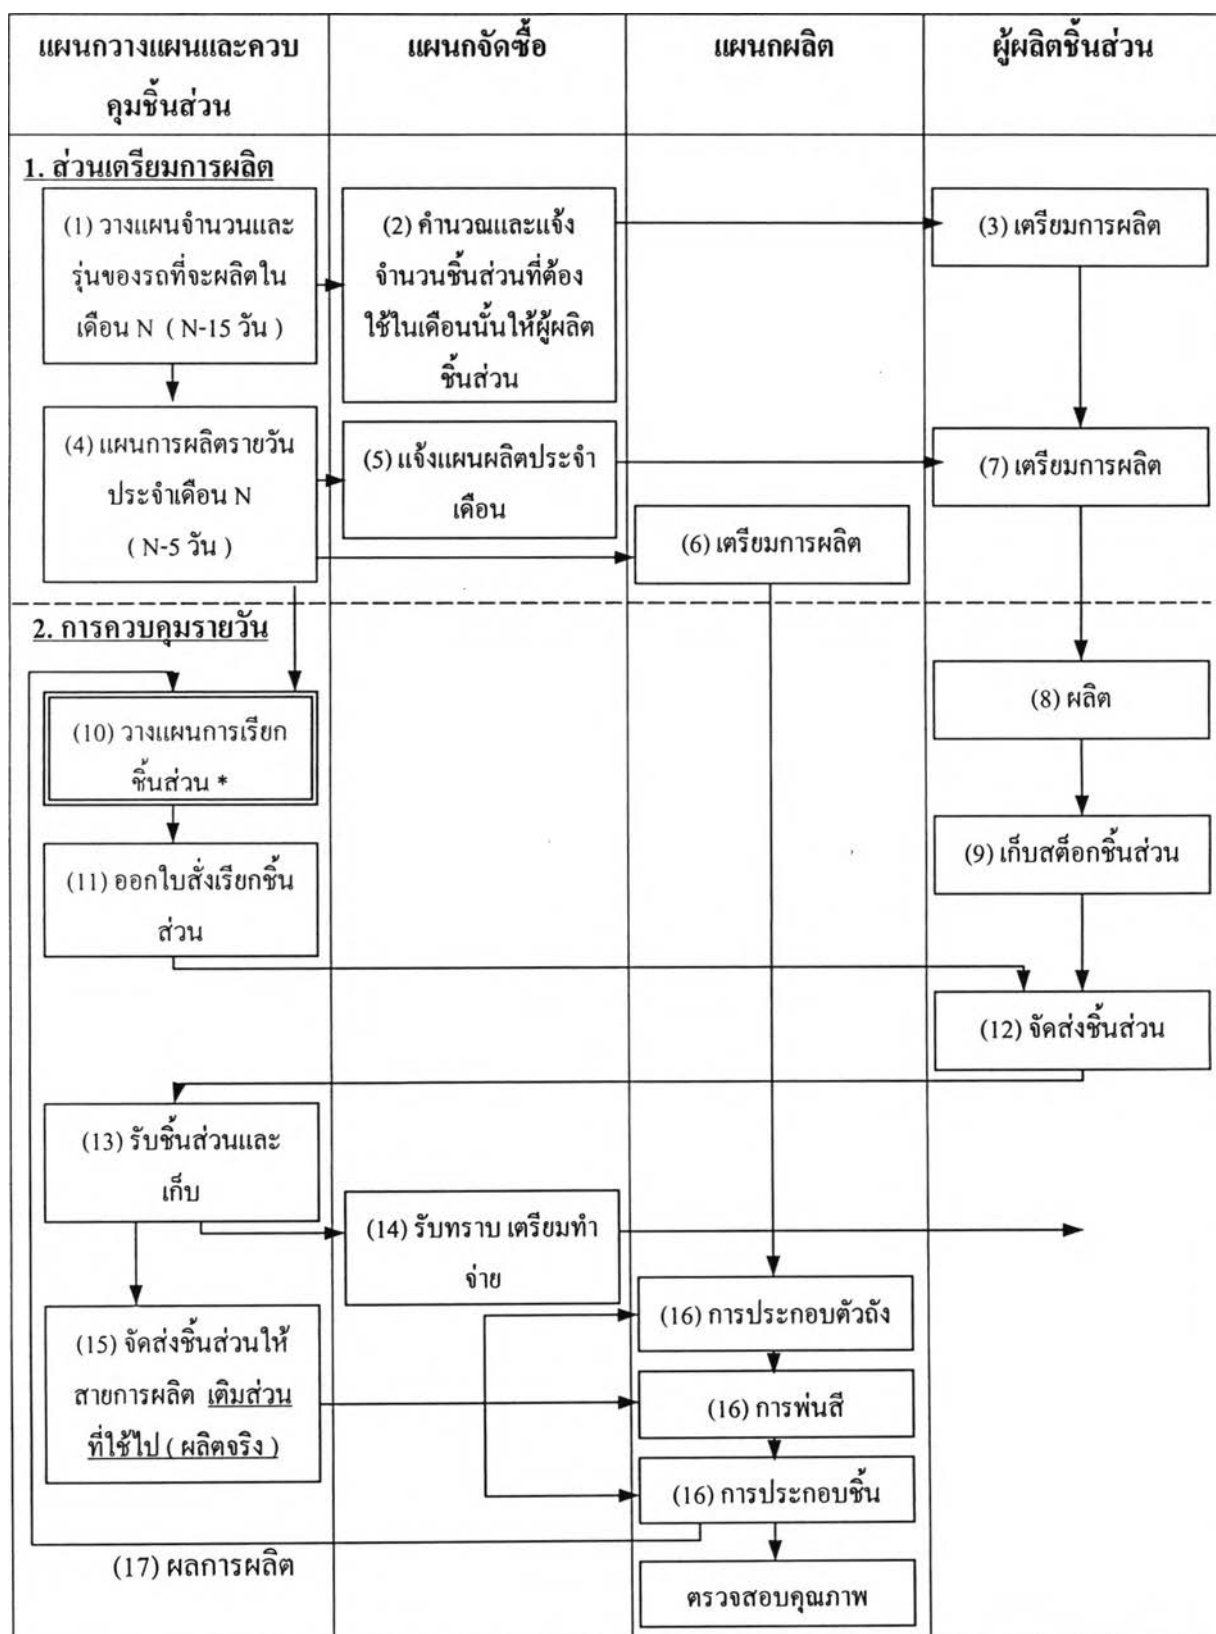 แผนกวางแผนและควบ
คุมชิ้นส่วน
แผนกจัดซื้อ
แผนกผลิต
ผู้ผลิตชิ้นส่วน
1. ส่วนเตรียมการผลิต
(1) วางแผนจำนวนและ
รุ่นของรถที่จะผลิตใน
เดือน N ( N-15 วัน )
(2) คำนวณและแจ้ง
จำนวนชิ้นส่วนที่ต้อง
ใช้ในเดือนนั้นให้ผู้ผลิต
ชิ้นส่วน
(3) เตรียมการผลิต
(4) แผนการผลิตรายวัน
ประจำเดือน N
( N-5 วัน )
(5) แจ้งแผนผลิตประจำ
เดือน
(6) เตรียมการผลิต
(7) เตรียมการผลิต
2. การควบคุมรายวัน
(8) ผลิต
(10) วางแผนการเรียก
ชิ้นส่วน *
(9) เก็บสต็อกชิ้นส่วน
(11) ออกใบสั่งเรียกชิ้น
ส่วน
(12) จัดส่งชิ้นส่วน
(13) รับชิ้นส่วนและ
เก็บ
(14) รับทราบ เตรียมทำ
จ่าย
(15) จัดส่งชิ้นส่วนให้
สายการผลิต เติมส่วน
ที่ใช้ไป ( ผลิตจริง )
(16) การประกอบตัวถัง
(16) การพ่นสี
(16) การประกอบชิ้น
(17) ผลการผลิต
ตรวจสอบคุณภาพ